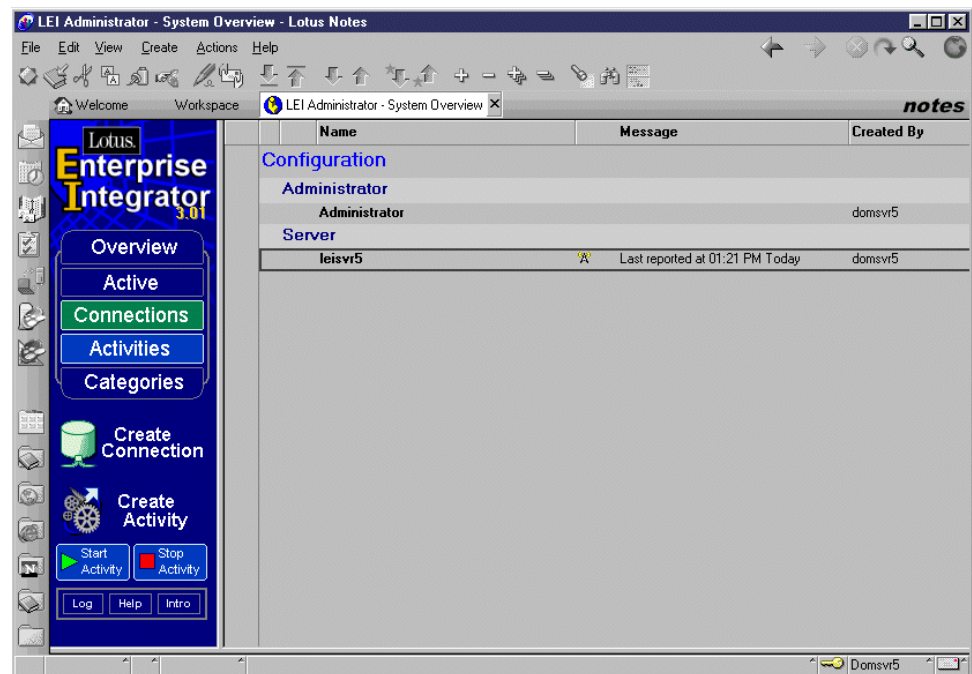 LEI Administrator - System Overview - Lotus Notes
File Edit View Create Actions Help
Welcome Workspace LEI Administrator - System Overview notes
Name Message Created By
Lotus.
Enterprise
Integrator
3.01
Configuration
Administrator
Administrator domsvr5
Server
leisvr5 Last reported at 01:21 PM Today domsvr5
Overview
Active
Connections
Activities
Categories
Create
Connection
Create
Activity
Start
Activity
Stop
Activity
Log Help Intro
Domsvr5